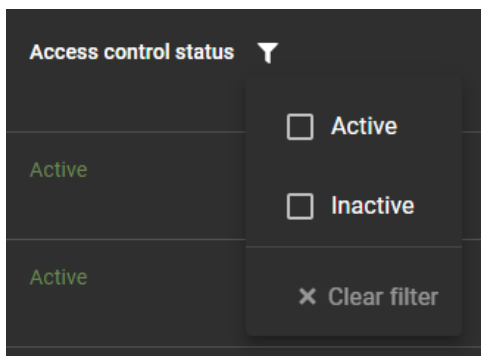 Access control status
Active
Inactive
Active
Active
Clear filter